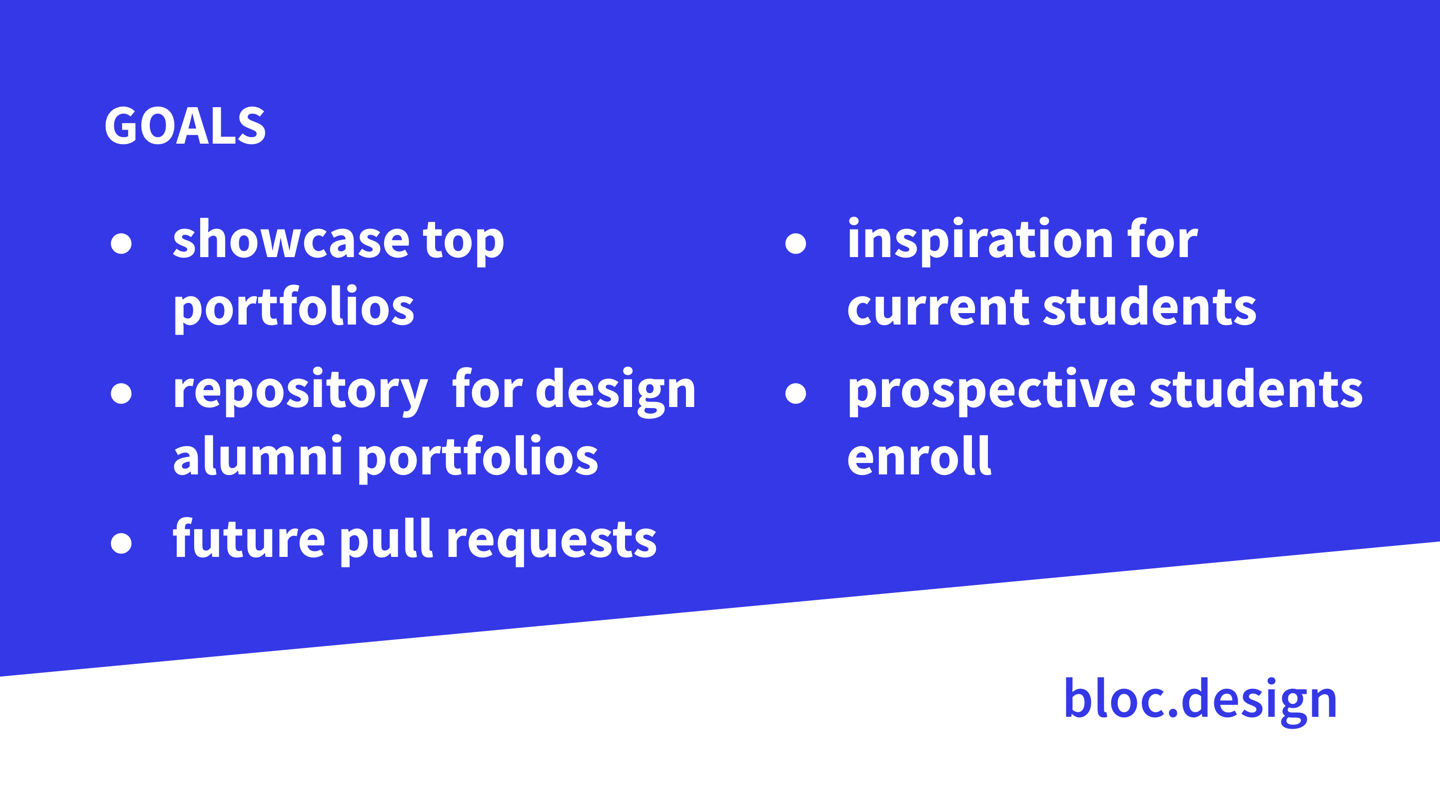 GOALS
● showcase top
portfolios
● repository  for design
alumni portfolios
● future pull requests
● inspiration for
current students
● prospective students
enroll
bloc.design